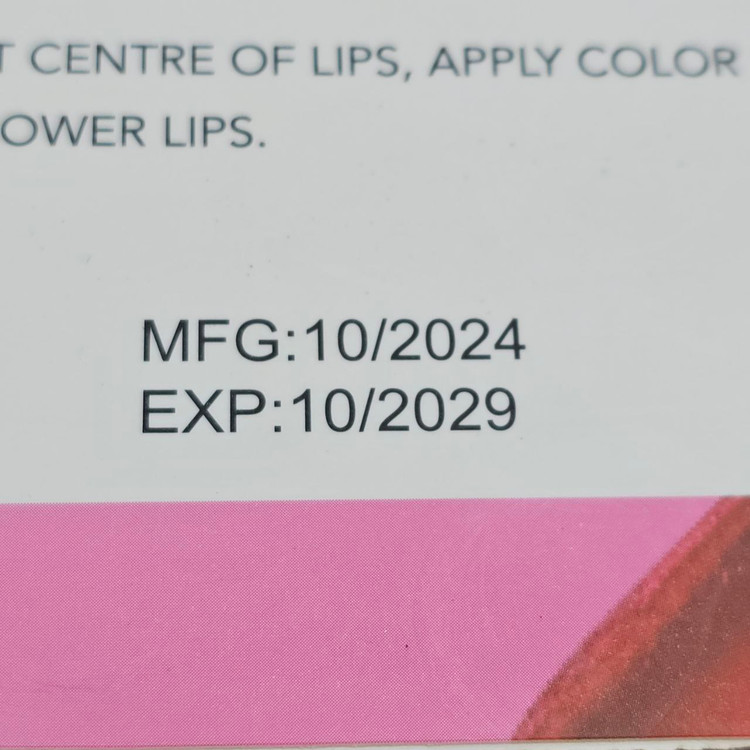 T CENTRE OF LIPS, APPLY COLOR
OWER LIPS.
MFG:10/2024
EXP:10/2029